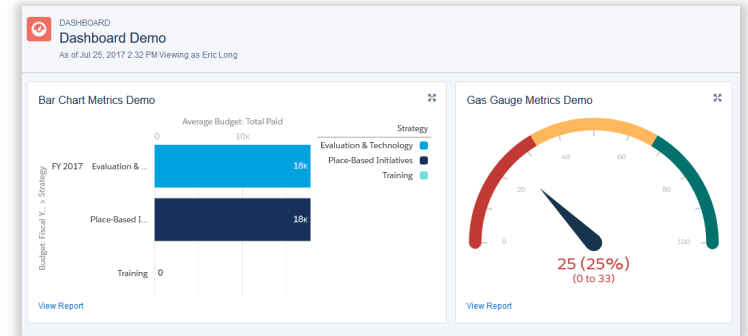 DASHBOARD
Dashboard Demo
As of Jul 25, 2017 2:32 PM·Viewing as Eric Long
Bar Chart Metrics Demo
Average Budget: Total Paid
0 10K
Strategy
Evaluation & Technology
Place-Based Initiatives
Training
Budget: Fiscal Y... > Strategy
FY 2017 Evaluation & ... 18K
Place-Based I... 18K
Training 0
View Report
Gas Gauge Metrics Demo
0 20 40 60 80 100
25 (25%)
(0 to 33)
View Report